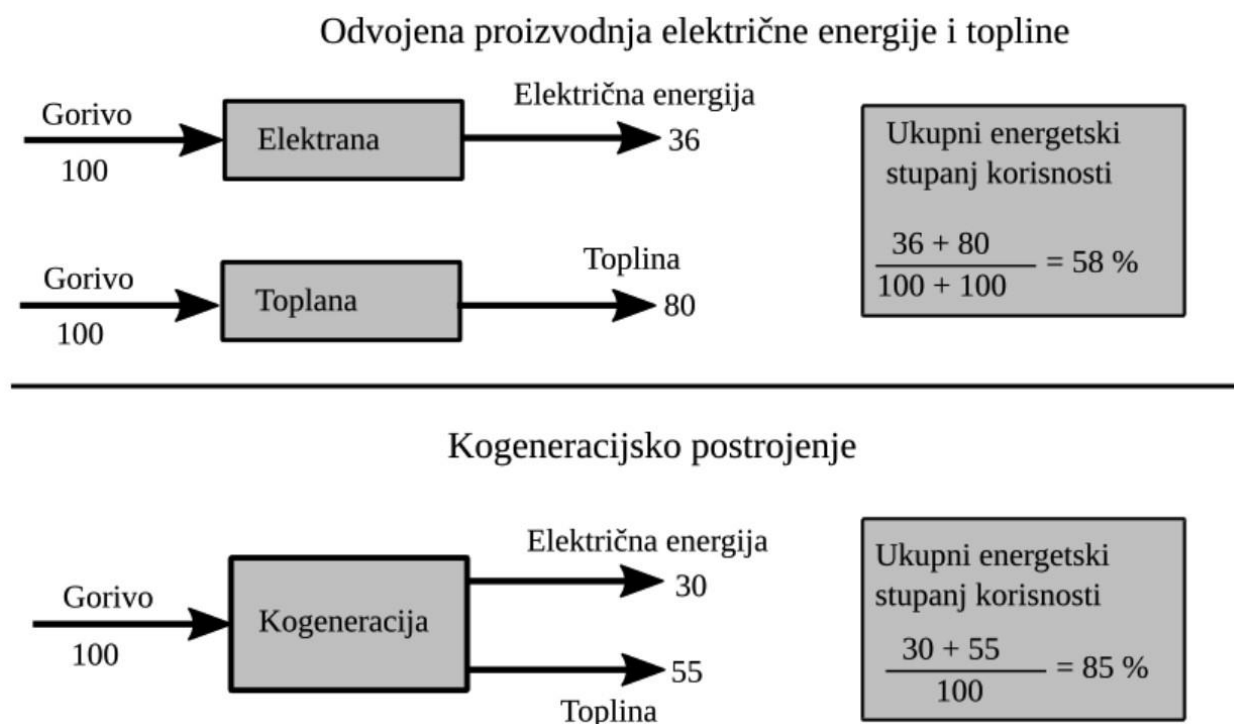 Odvojena proizvodnja električne energije i topline
Gorivo
100
Elektrana
Električna energija
36
Ukupni energetski
stupanj korisnosti
36 + 80
100 + 100
= 58 %
Gorivo
100
Toplana
Toplina
80
Kogeneracijsko postrojenje
Gorivo
100
Kogeneracija
Električna energija
30
55
Toplina
Ukupni energetski
stupanj korisnosti
30 + 55
100
= 85 %